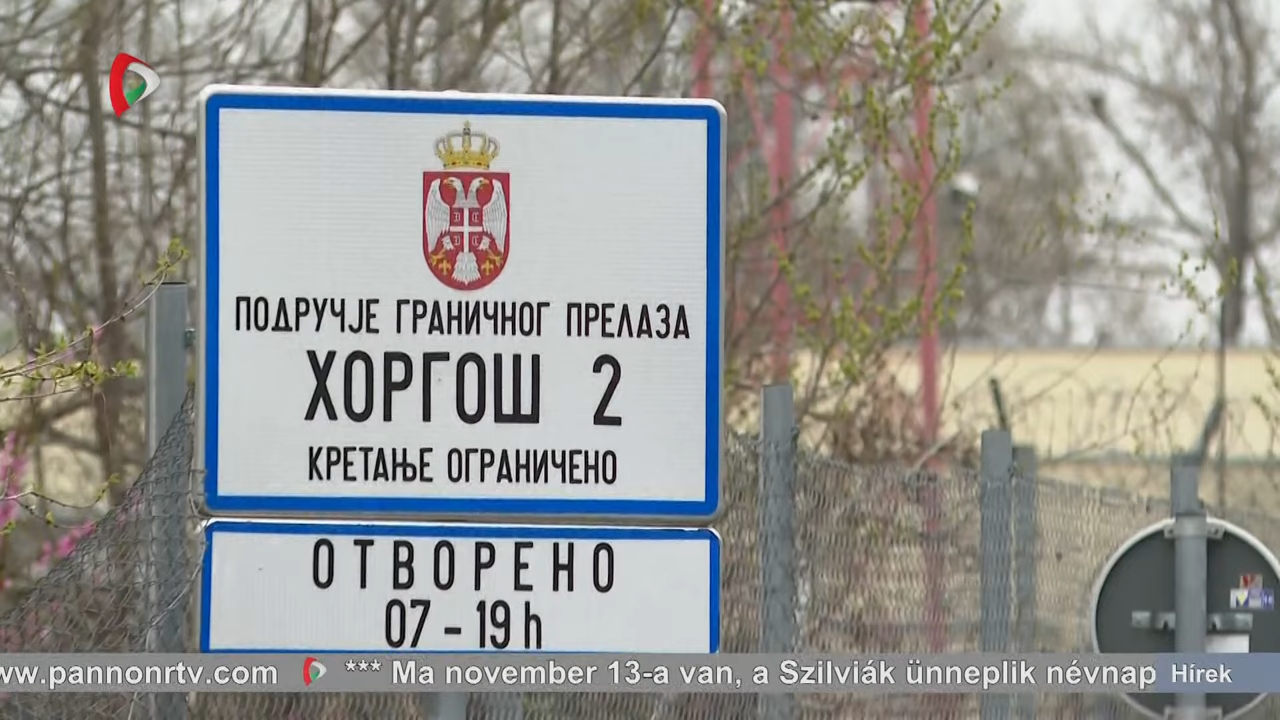 ПОДРУЧЈЕ ГРАНИЧНОГ ПРЕЛАЗА
ХОРГОШ 2
КРЕТАЊЕ ОГРАНИЧЕНО
ОТВОРЕНО
07 - 19 h
www.pannonrtv.com *** Ma november 13-a van, a Szilviák ünneplik névnap
Hírek